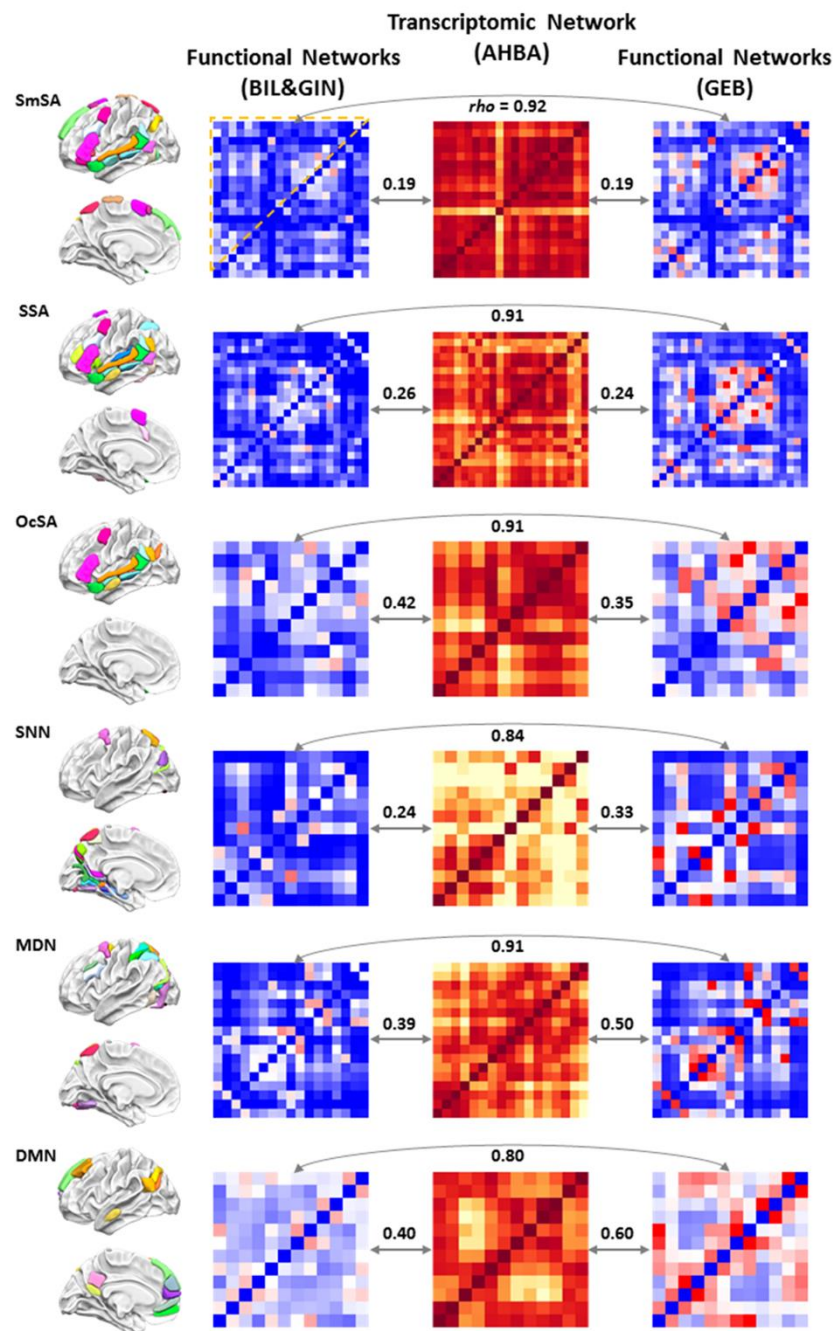 Transcriptomic Network
(AHBA)
Functional Networks
(BIL&GIN)
Functional Networks
(GEB)
SmSA
rho = 0.92
0.19
0.19
SSA
0.91
0.26
0.24
OcSA
0.91
0.42
0.35
SNN
0.84
0.24
0.33
MDN
0.91
0.39
0.50
DMN
0.80
0.40
0.60